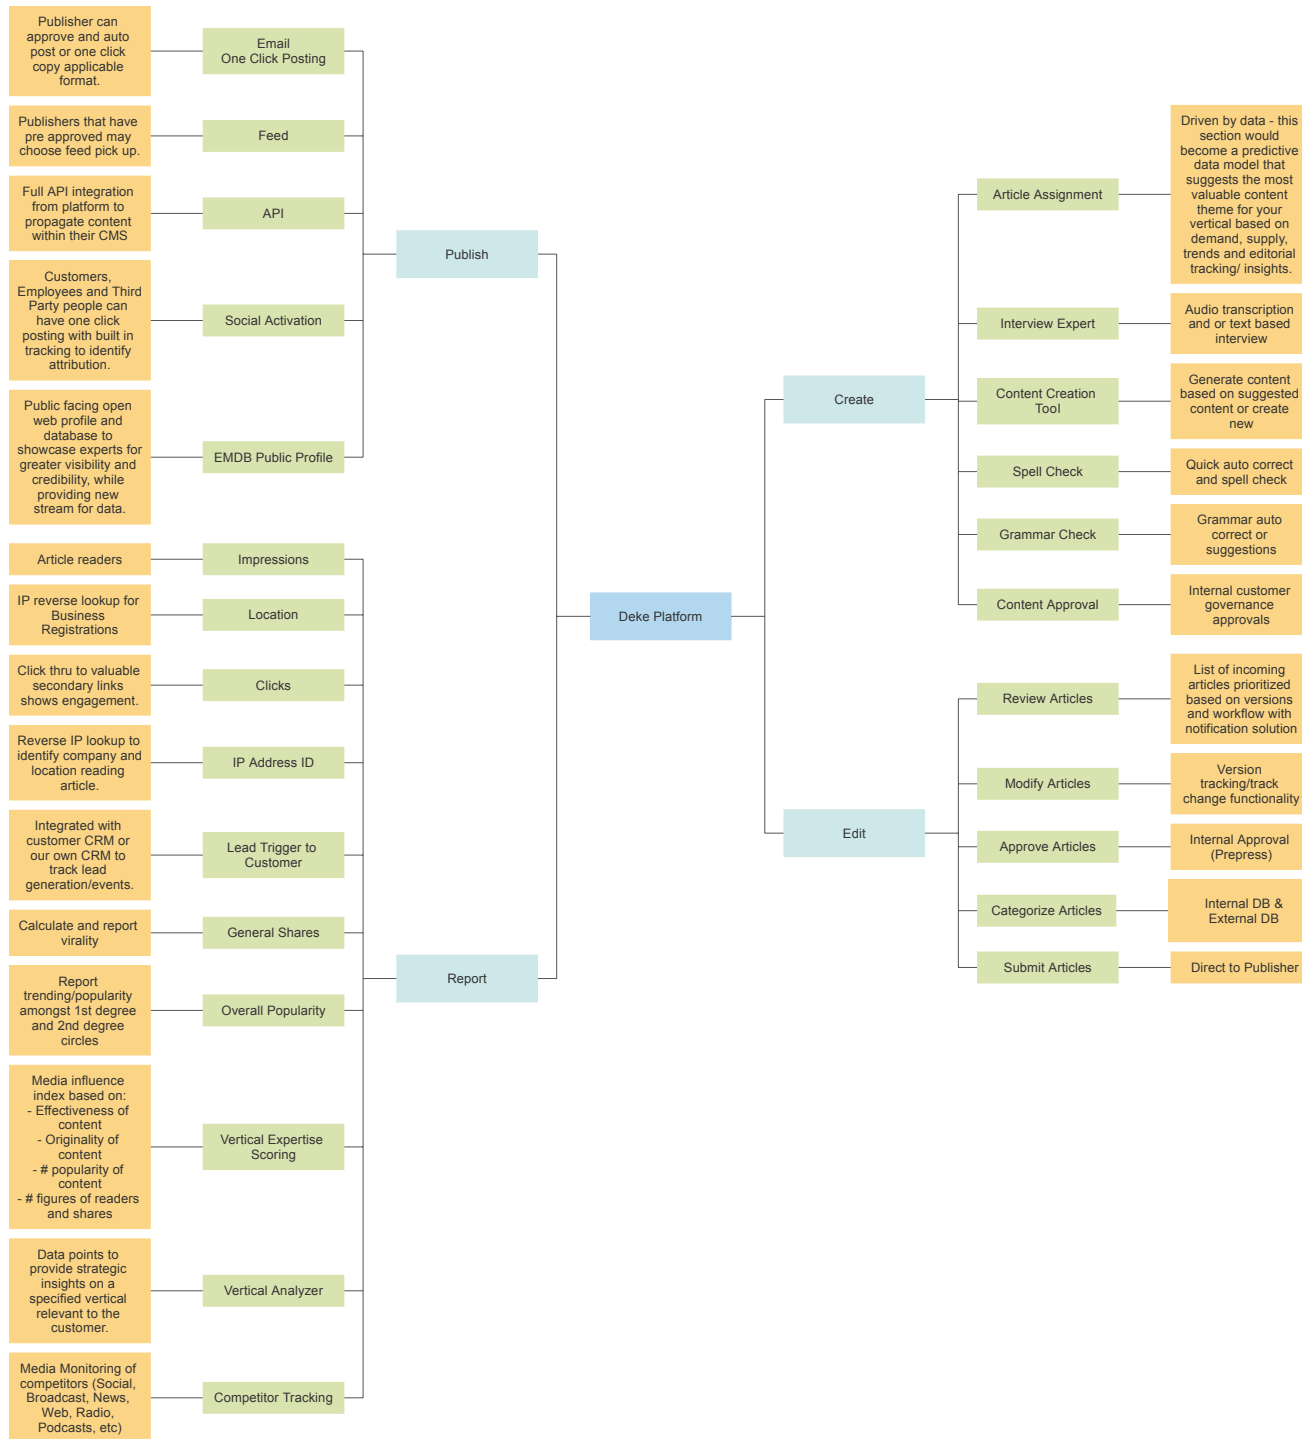 Publisher can
approve and auto
post or one click
copy applicable
format.
Email
One Click Posting
Publishers that have
pre approved may
choose feed pick up.
Feed
Full API integration
from platform to
propagate content
within their CMS
API
Customers,
Employees and Third
Party people can
have one click
posting with built in
tracking to identify
attribution.
Social Activation
Public facing open
web profile and
database to
showcase experts for
greater visibility and
credibility, while
providing new
stream for data.
EMDB Public Profile
Publish
Article readers
Impressions
IP reverse lookup for
Business
Registrations
Location
Click thru to valuable
secondary links
shows engagement.
Clicks
Reverse IP lookup to
identify company and
location reading
article.
IP Address ID
Integrated with
customer CRM or
our own CRM to
track lead
generation/events.
Lead Trigger to
Customer
Calculate and report
virality
General Shares
Report
trending/popularity
amongst 1st degree
and 2nd degree
circles
Overall Popularity
Media influence
index based on:
- Effectiveness of
content
- Originality of
content
- # popularity of
content
- # figures of readers
and shares
Vertical Expertise
Scoring
Data points to
provide strategic
insights on a
specified vertical
relevant to the
customer.
Vertical Analyzer
Media Monitoring of
competitors (Social,
Broadcast, News,
Web, Radio,
Podcasts, etc)
Competitor Tracking
Report
Deke Platform
Create
Article Assignment
Driven by data - this
section would
become a predictive
data model that
suggests the most
valuable content
theme for your
vertical based on
demand, supply,
trends and editorial
tracking/ insights.
Interview Expert
Audio transcription
and or text based
interview
Content Creation
Tool
Generate content
based on suggested
content or create
new
Spell Check
Quick auto correct
and spell check
Grammar Check
Grammar auto
correct or
suggestions
Content Approval
Internal customer
governance
approvals
Edit
Review Articles
List of incoming
articles prioritized
based on versions
and workflow with
notification solution
Modify Articles
Version
tracking/track
change functionality
Approve Articles
Internal Approval
(Prepress)
Categorize Articles
Internal DB &
External DB
Submit Articles
Direct to Publisher